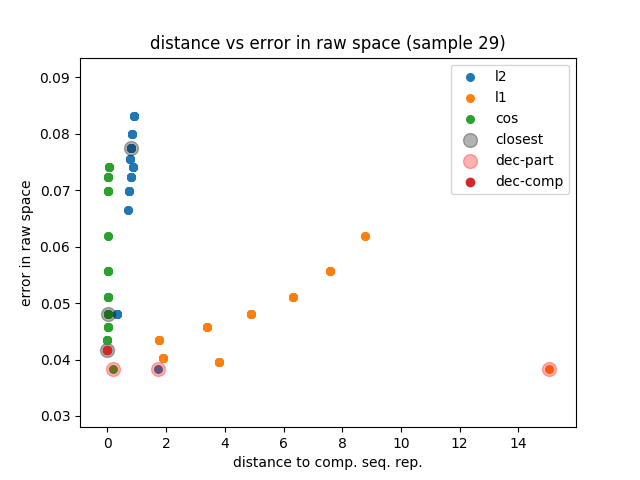 distance vs error in raw space (sample 29)
0.09
0.08
0.07
0.06
0.05
0.04
0.03
error in raw space
l2
l1
cos
closest
dec-part
dec-comp
0 2 4 6 8 10 12 14
distance to comp. seq. rep.